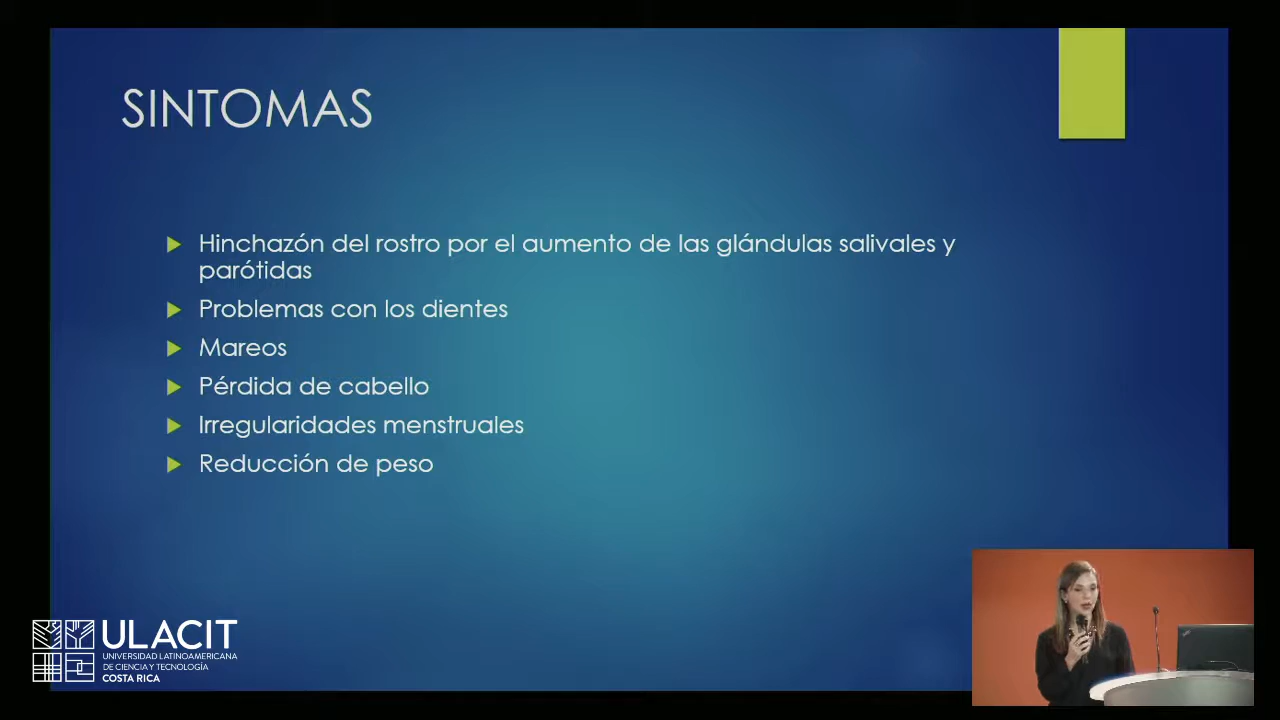 SINTOMAS
Hinchazón del rostro por el aumento de las glándulas salivales y
parótidas
Problemas con los dientes
Mareos
Pérdida de cabello
Irregularidades menstruales
Reducción de peso
ULACIT
UNIVERSIDAD LATINOAMERICANA
DE CIENCIA Y TECNOLOGÍA
COSTA RICA